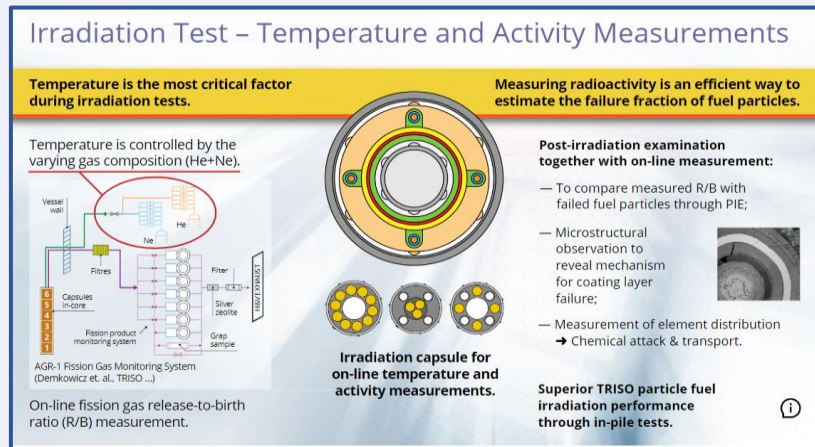 Irradiation Test – Temperature and Activity Measurements
Temperature is the most critical factor
during irradiation tests.
Measuring radioactivity is an efficient way to
estimate the failure fraction of fuel particles.
Temperature is controlled by the
varying gas composition (He+Ne).
Vessel
wall
He
Ne
Filtres
Capsules
in-core
6
5
4
3
2
1
Fission product
monitoring system
Filter
Silver
zeolite
H&V EXHAUST
Grap
sample
AGR-1 Fission Gas Monitoring System
(Demkowicz et. al., TRISO ...)
On-line fission gas release-to-birth
ratio (R/B) measurement.
Irradiation capsule for
on-line temperature and
activity measurements.
Post-irradiation examination
together with on-line measurement:
— To compare measured R/B with
failed fuel particles through PIE;
— Microstructural
observation to
reveal mechanism
for coating layer
failure;
— Measurement of element distribution
➜ Chemical attack & transport.
Superior TRISO particle fuel
irradiation performance
through in-pile tests.
i